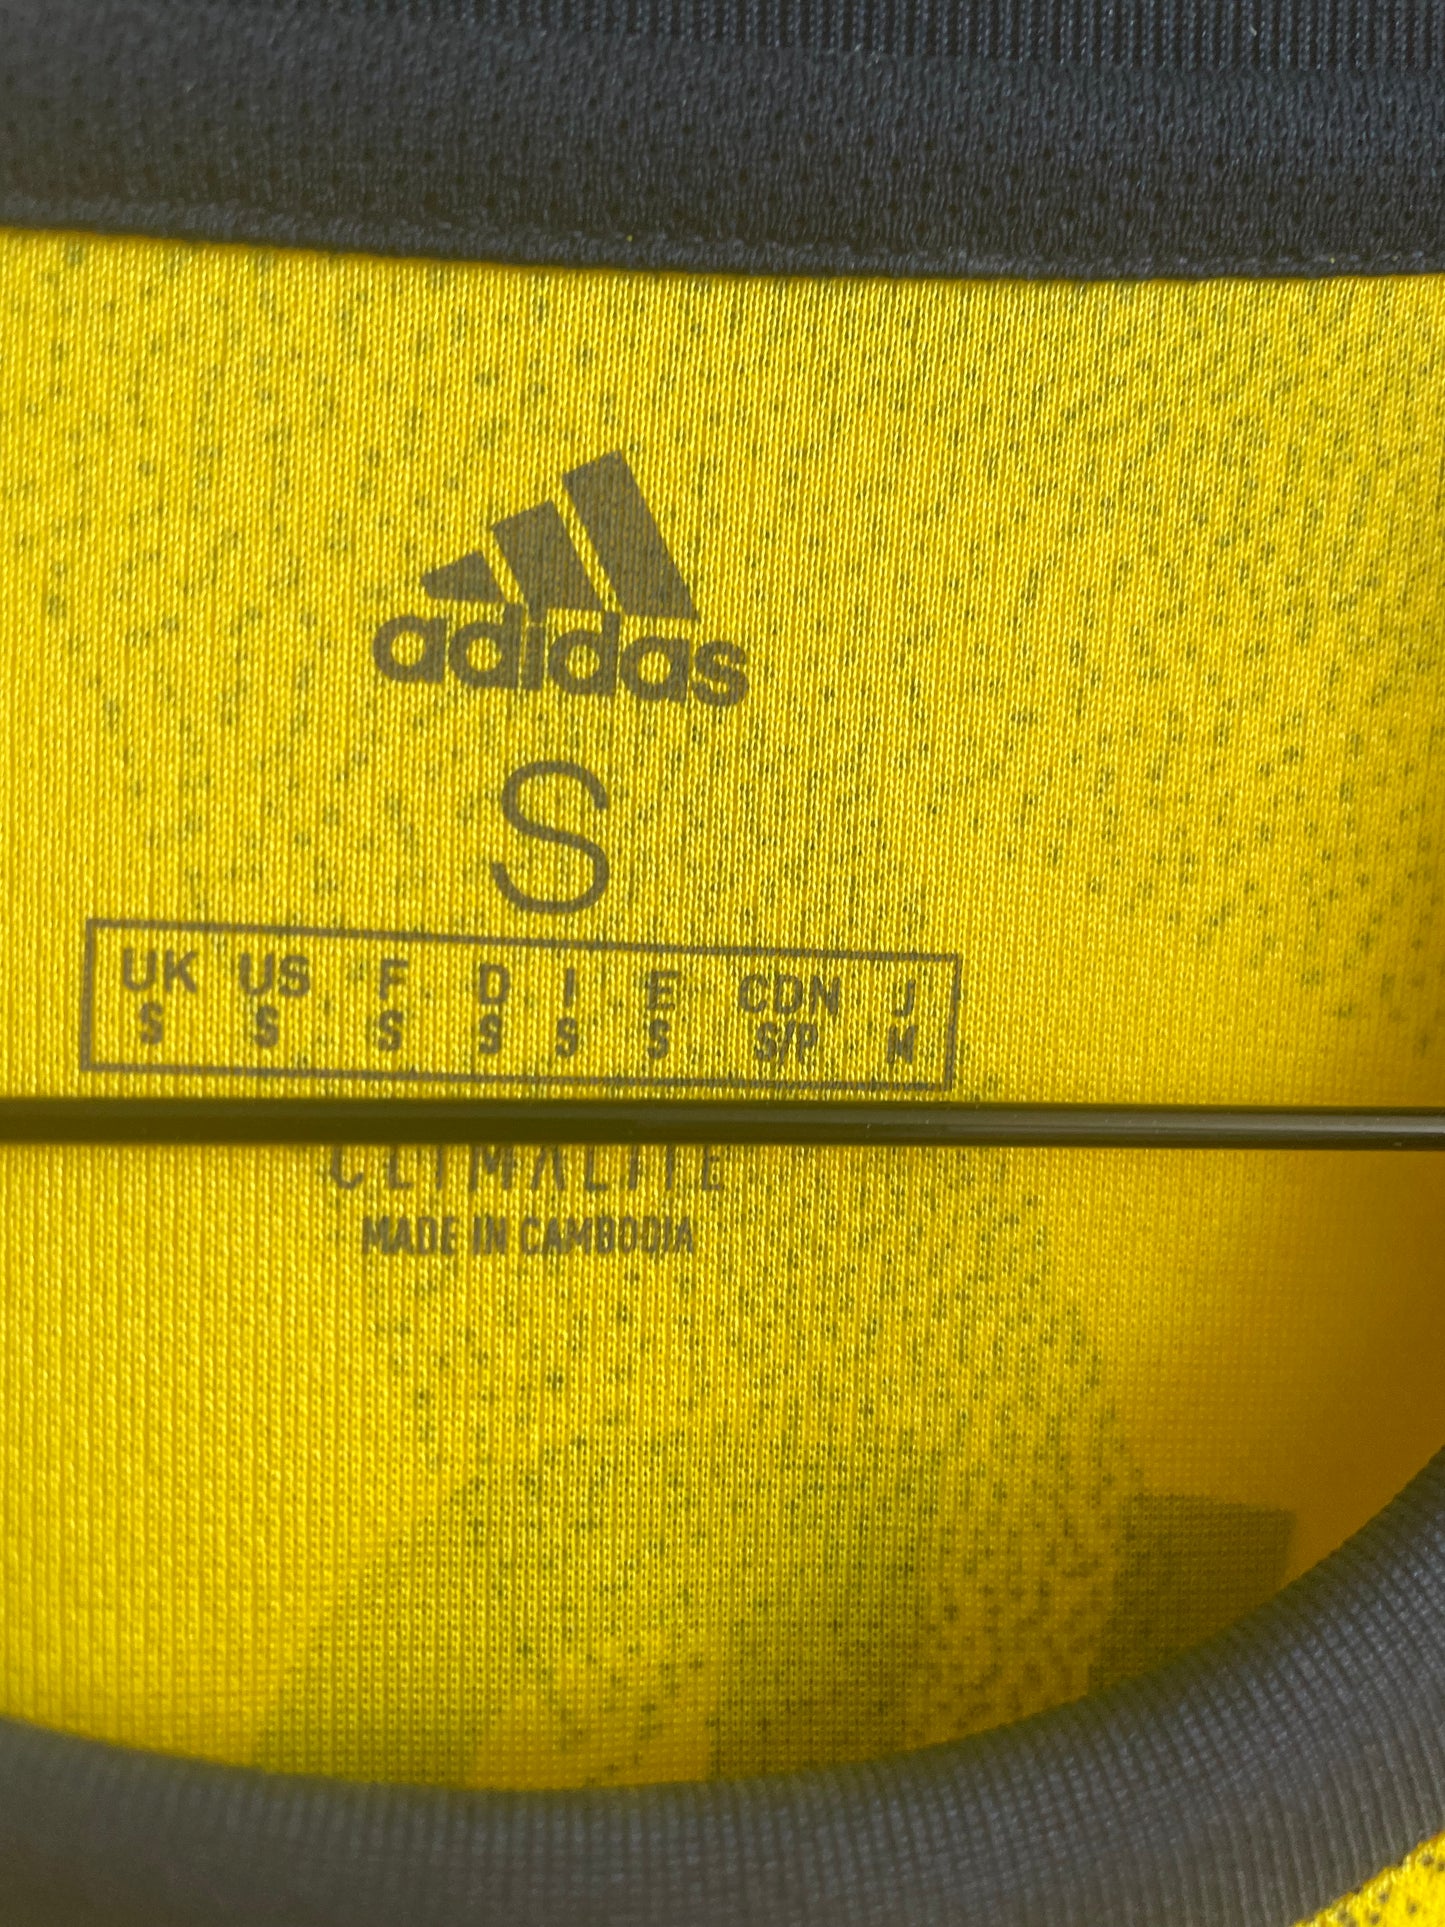 adidas
S
UK US F D I E CDN J
S S S S S S S/P M
CLIMALITE
MADE IN CAMBODIA